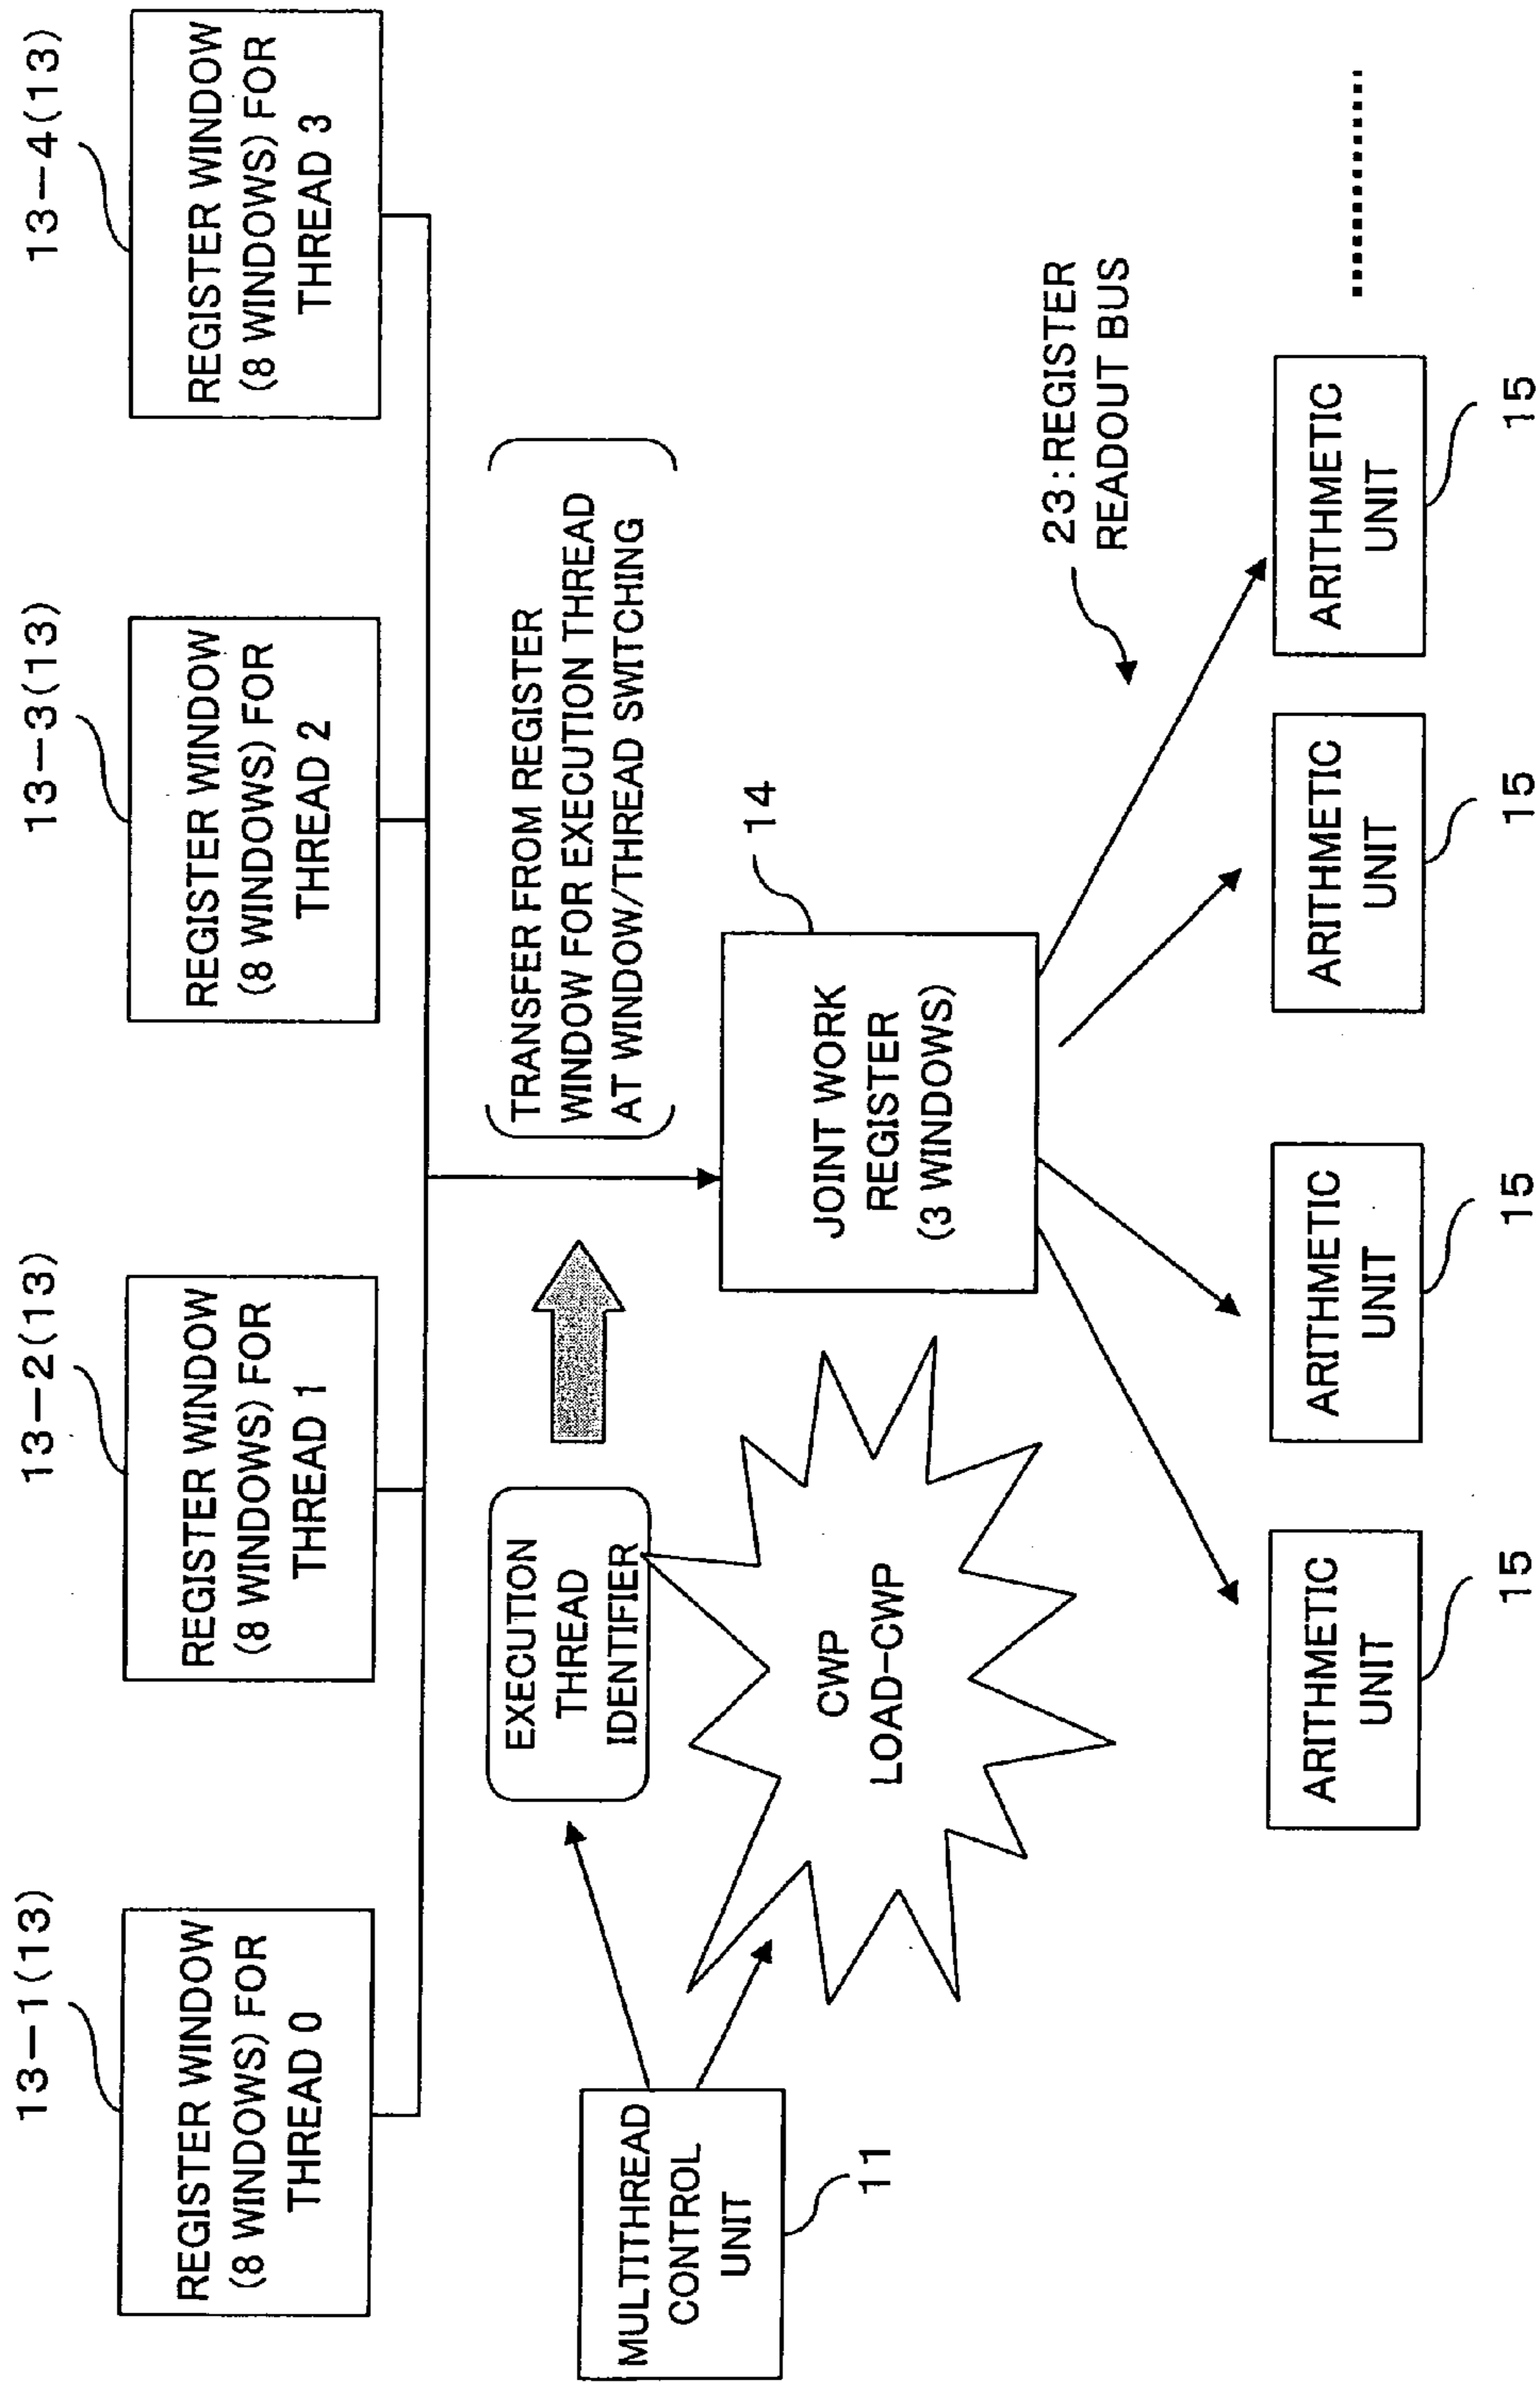 13-1(13)
REGISTER WINDOW
(8 WINDOWS) FOR
THREAD 0
13-2(13)
REGISTER WINDOW
(8 WINDOWS) FOR
THREAD 1
13-3(13)
REGISTER WINDOW
(8 WINDOWS) FOR
THREAD 2
13-4(13)
REGISTER WINDOW
(8 WINDOWS) FOR
THREAD 3
MULTITHREAD
CONTROL
UNIT
11
EXECUTION
THREAD
IDENTIFIER
TRANSFER FROM REGISTER
WINDOW FOR EXECUTION THREAD
AT WINDOW/THREAD SWITCHING
CWP
LOAD-CWP
14
JOINT WORK
REGISTER
(3 WINDOWS)
23:REGISTER
READOUT BUS
ARITHMETIC
UNIT
15
ARITHMETIC
UNIT
15
ARITHMETIC
UNIT
15
ARITHMETIC
UNIT
15